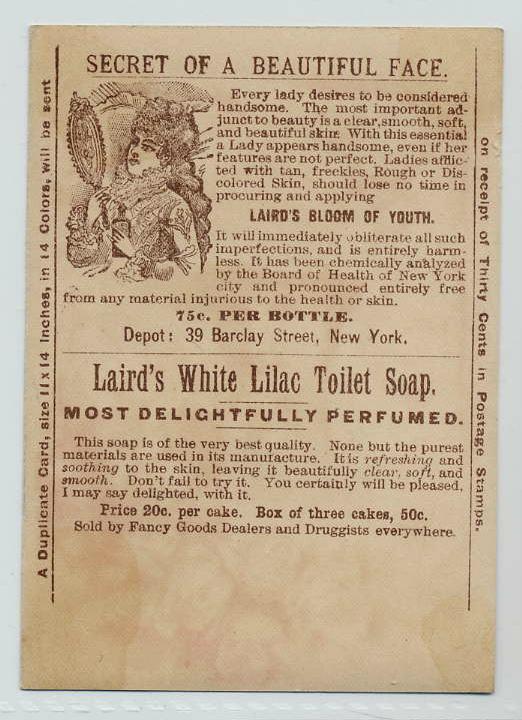 SECRET OF A BEAUTIFUL FACE.
Every lady desires to be considered
handsome. The most important ad-
junct to beauty is a clear, smooth, soft,
and beautiful skin. With this essential
a Lady appears handsome, even if her
features are not perfect. Ladies afflic-
ted with tan, freckles, Rough or Dis-
colored Skin, should lose no time in
procuring and applying
LAIRD'S BLOOM OF YOUTH.
It will immediately obliterate all such
imperfections, and is entirely harm-
less. It has been chemically analyzed
by the Board of Health of New York
city and pronounced entirely free
from any material injurious to the health or skin.
75c. PER BOTTLE.
Depot: 39 Barclay Street, New York.
Laird's White Lilac Toilet Soap.
MOST DELIGHTFULLY PERFUMED.
This soap is of the very best quality. None but the purest
materials are used in its manufacture. It is refreshing and
soothing to the skin, leaving it beautifully clear, soft, and
smooth. Don't fail to try it. You certainly will be pleased,
I may say delighted, with it.
Price 20c. per cake. Box of three cakes, 50c.
Sold by Fancy Goods Dealers and Druggists everywhere.
A Duplicate Card, size 11 x 14 Inches, in 14 Colors, will be sent
on receipt of Thirty Cents in Postage Stamps.